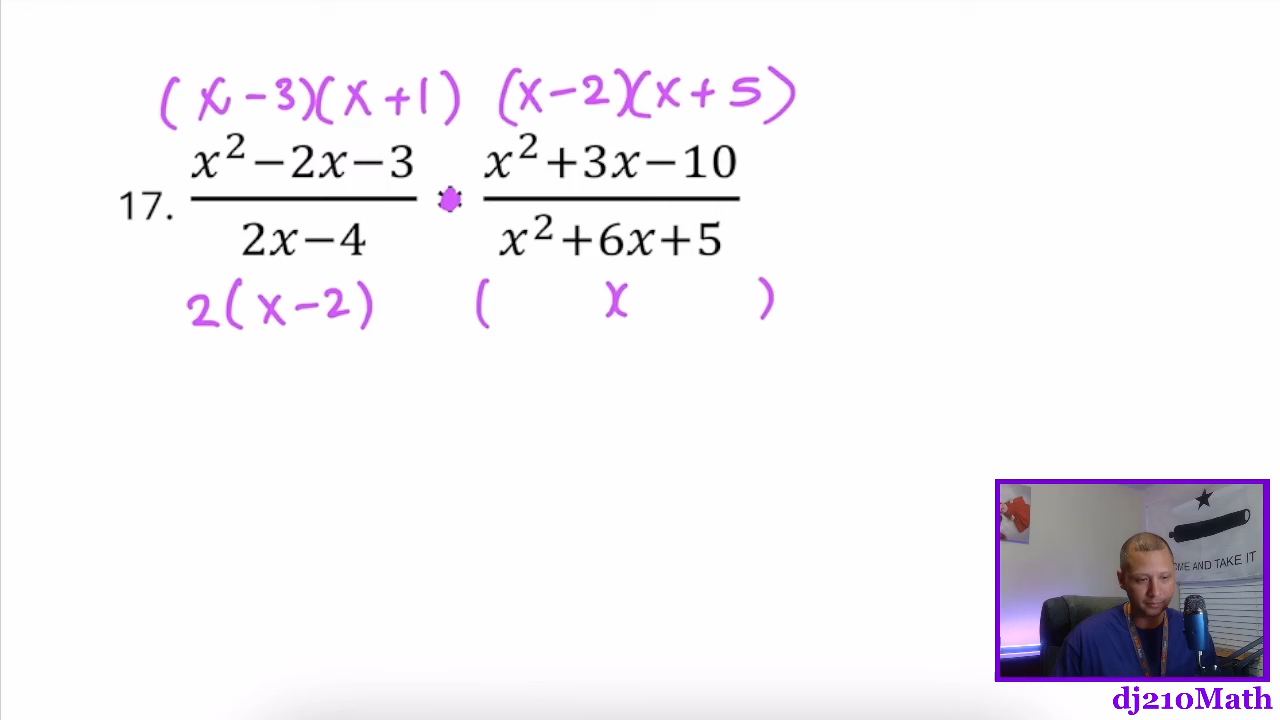 (x-3)(x+1) (x-2)(x+5)
17. x²-2x-3 / 2x-4 • x²+3x-10 / x²+6x+5
2(x-2) ( )( )
OME AND TAKE IT
dj210Math